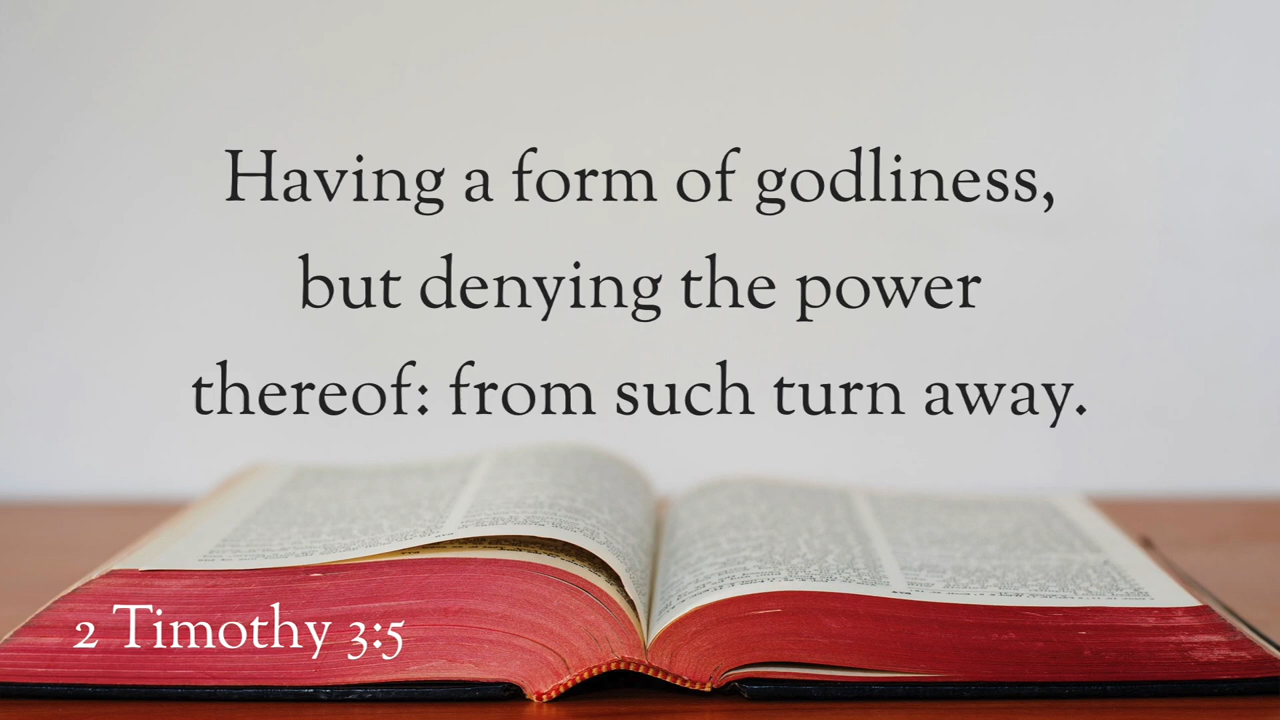 Having a form of godliness,
but denying the power
thereof: from such turn away.
2 Timothy 3:5